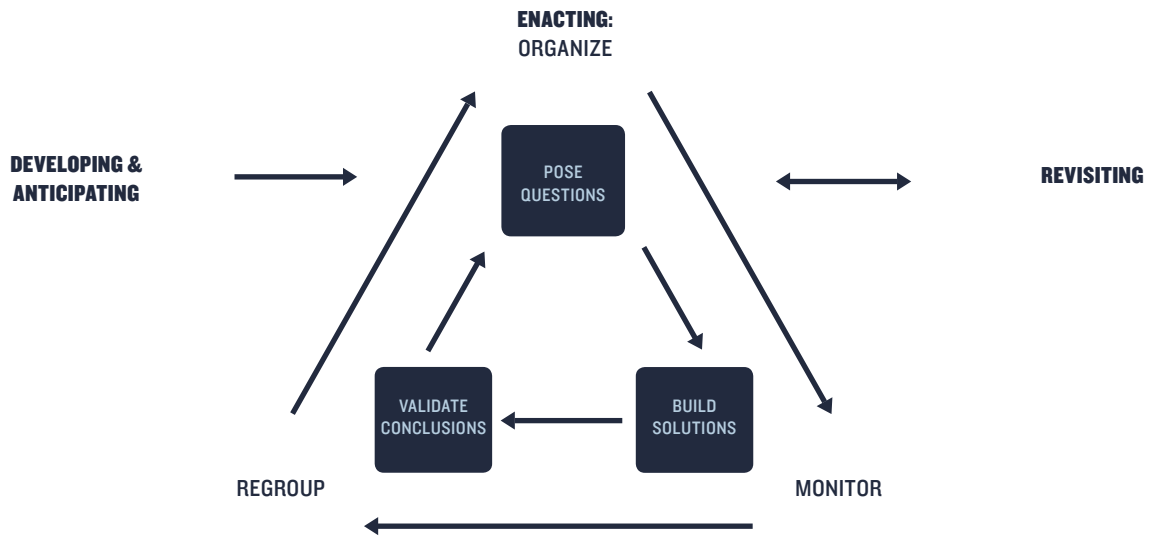 ENACTING:
ORGANIZE
DEVELOPING &
ANTICIPATING
POSE
QUESTIONS
REVISITING
VALIDATE
CONCLUSIONS
BUILD
SOLUTIONS
REGROUP
MONITOR